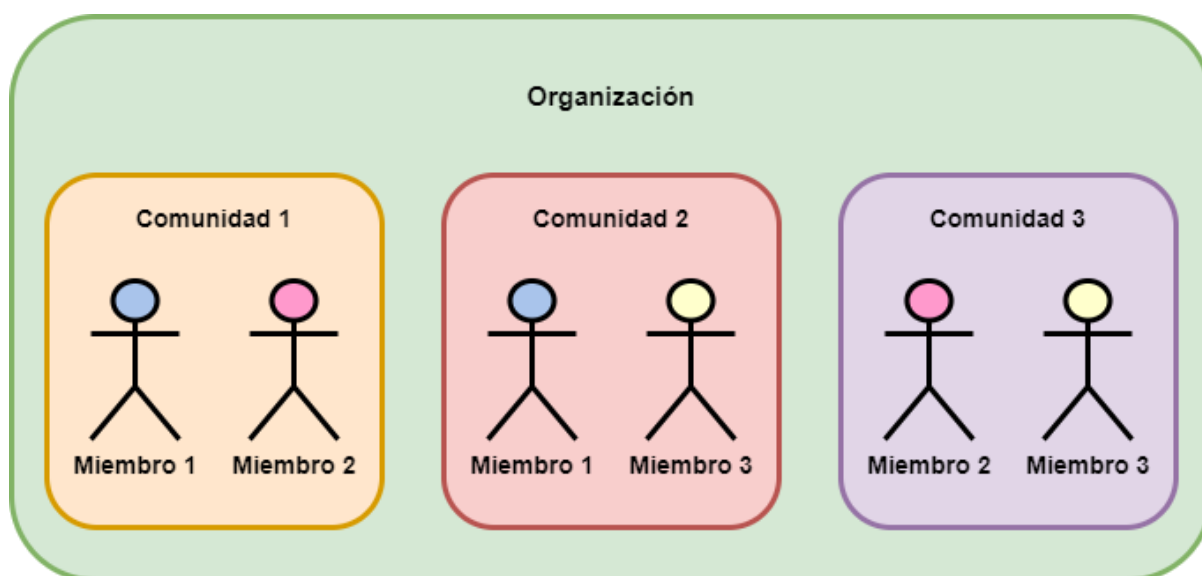 Organización
Comunidad 1
Comunidad 2
Comunidad 3
Miembro 1
Miembro 2
Miembro 1
Miembro 3
Miembro 2
Miembro 3